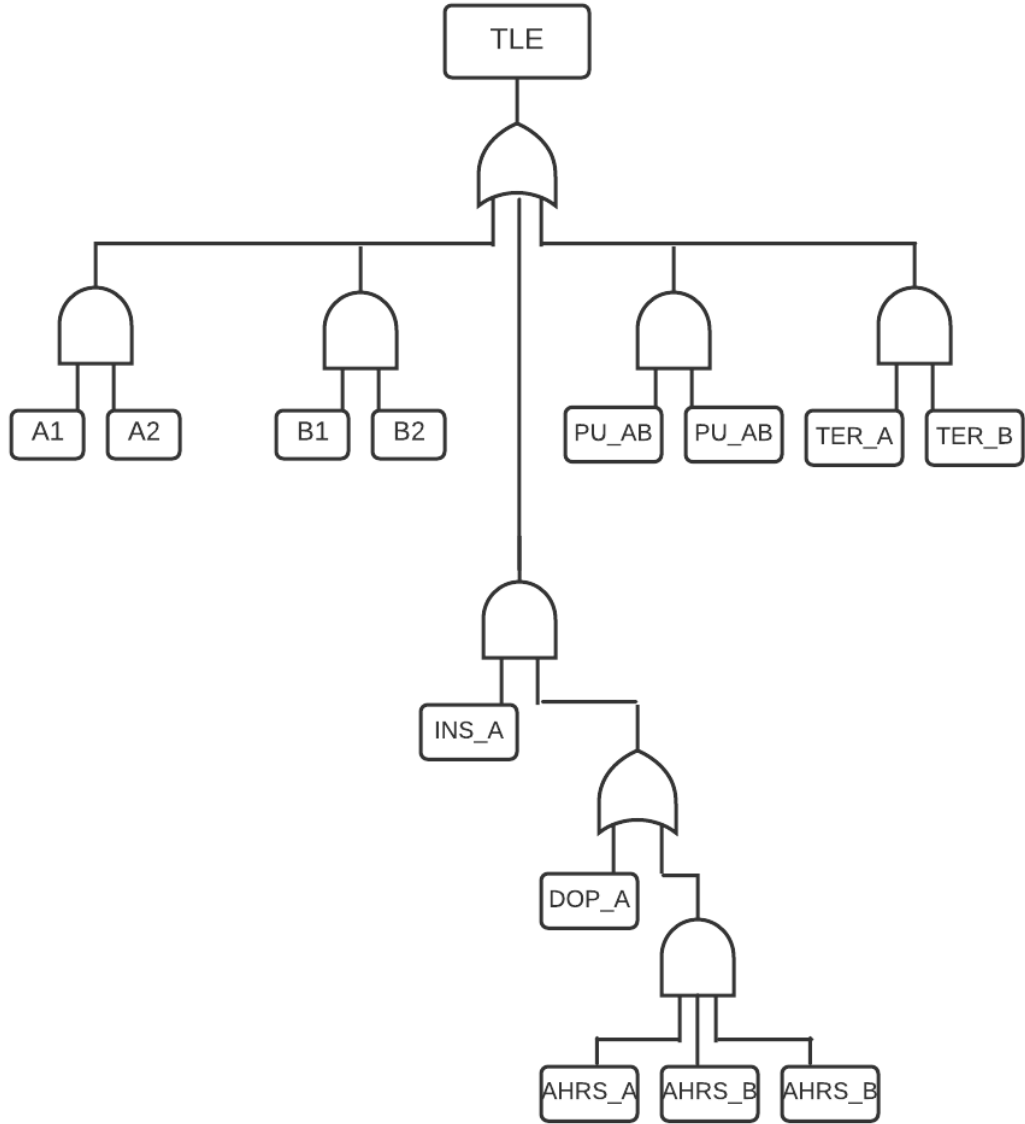 TLE
A1
A2
B1
B2
PU_AB
PU_AB
TER_A
TER_B
INS_A
DOP_A
AHRS_A
AHRS_B
AHRS_B